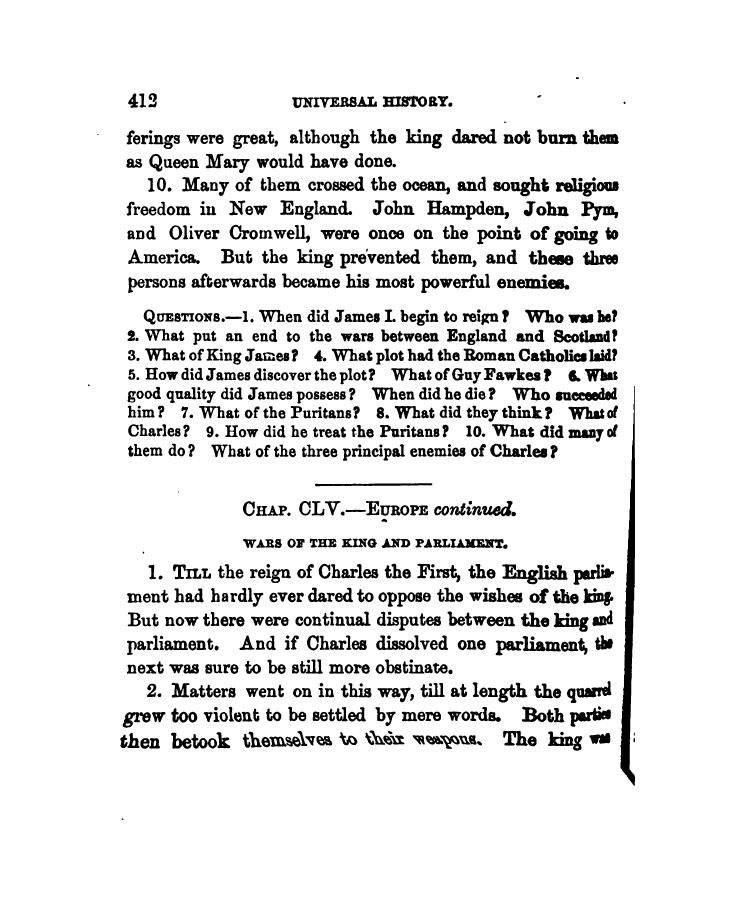 412 UNIVERSAL HISTORY.
ferings were great, although the king dared not burn them
as Queen Mary would have done.
10. Many of them crossed the ocean, and sought religious
freedom in New England. John Hampden, John Pym,
and Oliver Cromwell, were once on the point of going to
America. But the king prevented them, and these three
persons afterwards became his most powerful enemies.
QUESTIONS.—1. When did James I. begin to reign? Who was he?
2. What put an end to the wars between England and Scotland?
3. What of King James? 4. What plot had the Roman Catholics laid?
5. How did James discover the plot? What of Guy Fawkes? 6. What
good quality did James possess? When did he die? Who succeeded
him? 7. What of the Puritans? 8. What did they think? What of
Charles? 9. How did he treat the Puritans? 10. What did many of
them do? What of the three principal enemies of Charles?
CHAP. CLV.—EUROPE continued.
WARS OF THE KING AND PARLIAMENT.
1. TILL the reign of Charles the First, the English parlia-
ment had hardly ever dared to oppose the wishes of the king.
But now there were continual disputes between the king and
parliament. And if Charles dissolved one parliament, the
next was sure to be still more obstinate.
2. Matters went on in this way, till at length the quarrel
grew too violent to be settled by mere words. Both parties
then betook themselves to their weapons. The king was